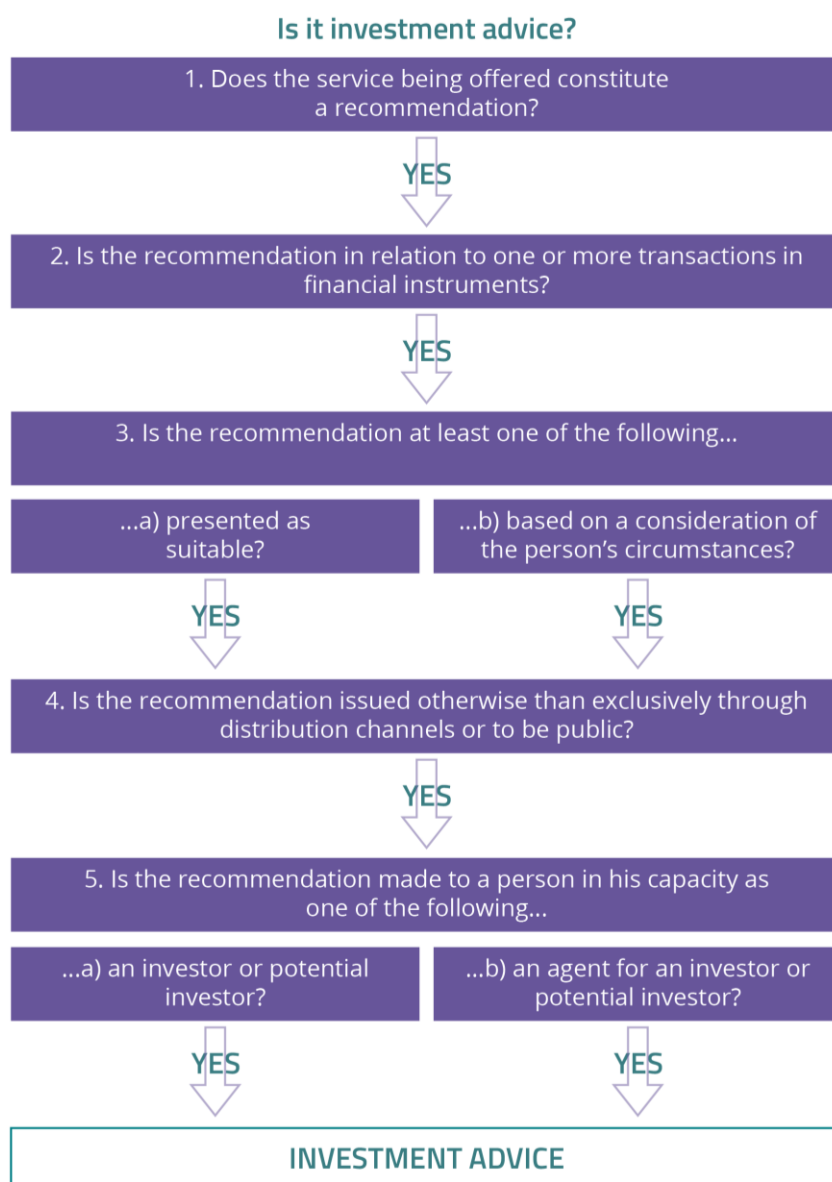 Is it investment advice?
1. Does the service being offered constitute
a recommendation?
YES
2. Is the recommendation in relation to one or more transactions in
financial instruments?
YES
3. Is the recommendation at least one of the following...
...a) presented as
suitable?
...b) based on a consideration of
the person’s circumstances?
YES
YES
4. Is the recommendation issued otherwise than exclusively through
distribution channels or to be public?
YES
5. Is the recommendation made to a person in his capacity as
one of the following...
...a) an investor or potential
investor?
...b) an agent for an investor or
potential investor?
YES
YES
INVESTMENT ADVICE